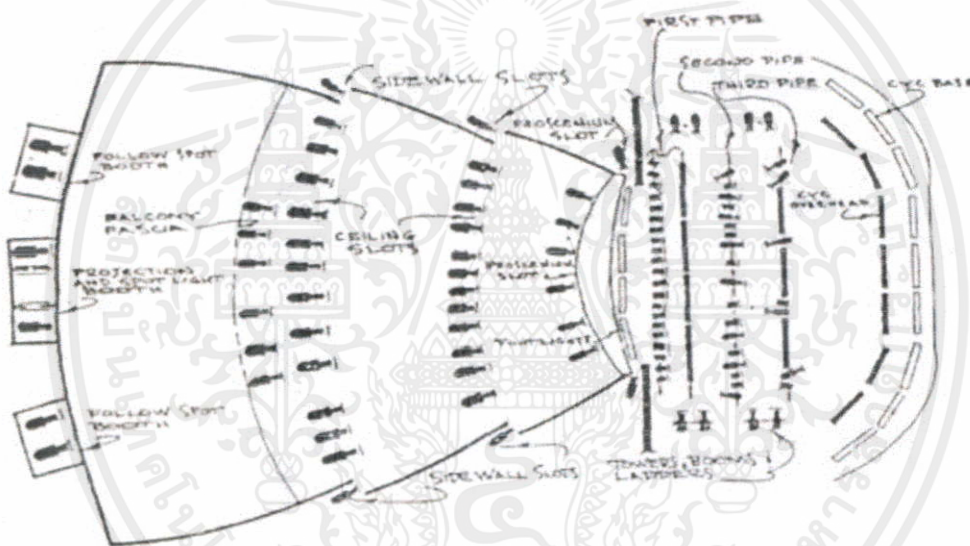 FIRST PIPE
SECOND PIPE
THIRD PIPE
CYC BASE
SIDEWALL SLOTS
PROSCENIUM
SLOT
FOLLOW SPOT
BOOTH
BALCONY
FASCIA
CEILING
SLOTS
CYC
OVERHEAD
PROJECTION
AND SPOT LIGHT
BOOTH
PROSCENIUM
SLOT
FOOTLIGHTS
FOLLOW SPOT
BOOTH
SIDEWALL SLOTS
TOWERS, BOOMS
LADDERS